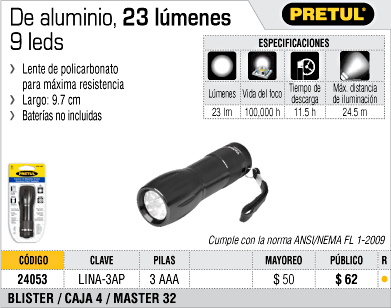 De aluminio, 23 lúmenes
9 leds
PRETUL®
Lente de policarbonato
para máxima resistencia
Largo: 9.7 cm
Baterías no incluidas
ESPECIFICACIONES
Lúmenes Vida del foco Tiempo de descarga Máx. distancia de iluminación
23 lm 100,000 h 11.5 h 24.5 m
PRETUL
Cumple con la norma ANSI/NEMA FL 1-2009
CÓDIGO CLAVE PILAS MAYOREO PÚBLICO R
24053 LINA-3AP 3 AAA $ 50 $ 62
BLISTER / CAJA 4 / MASTER 32